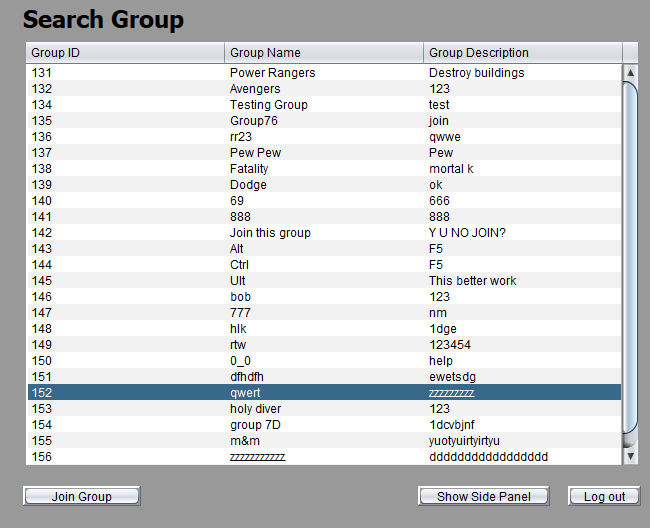 Search Group
Group ID Group Name Group Description
131 Power Rangers Destroy buildings
132 Avengers 123
134 Testing Group test
135 Group76 join
136 rr23 qwwe
137 Pew Pew Pew
138 Fatality mortal k
139 Dodge ok
140 69 666
141 888 888
142 Join this group Y U NO JOIN?
143 Alt F5
144 Ctrl F5
145 Ult This better work
146 bob 123
147 777 nm
148 hlk 1dge
149 rtw 123454
150 0_0 help
151 dfhdfh ewetsdg
152 qwert zzzzzzzzz
153 holy diver 123
154 group 7D 1dcvbjnf
155 m&m yuotyuirtyirtyu
156 zzzzzzzzzzz ddddddddddddddddd
Join Group Show Side Panel Log out